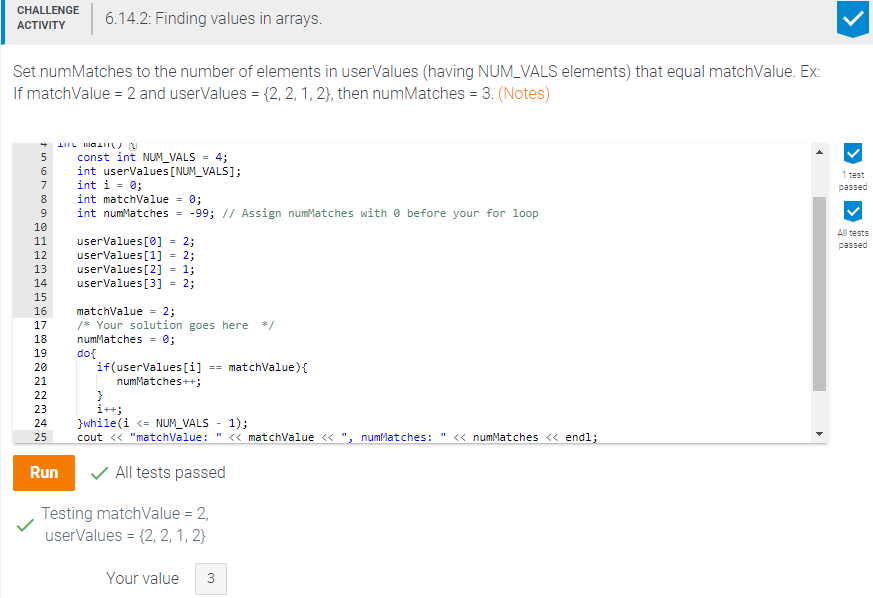 CHALLENGE
ACTIVITY
6.14.2: Finding values in arrays.
Set numMatches to the number of elements in userValues (having NUM_VALS elements) that equal matchValue. Ex:
If matchValue = 2 and userValues = {2, 2, 1, 2}, then numMatches = 3. (Notes)
4 int main() {
5 const int NUM_VALS = 4;
6 int userValues[NUM_VALS];
7 int i = 0;
8 int matchValue = 0;
9 int numMatches = -99; // Assign numMatches with 0 before your for loop
10
11 userValues[0] = 2;
12 userValues[1] = 2;
13 userValues[2] = 1;
14 userValues[3] = 2;
15
16 matchValue = 2;
17 /* Your solution goes here */
18 numMatches = 0;
19 do{
20 if(userValues[i] == matchValue){
21 numMatches++;
22 }
23 i++;
24 }while(i <= NUM_VALS - 1);
25 cout << "matchValue: " << matchValue << ", numMatches: " << numMatches << endl;
1 test
passed
All tests
passed
Run
All tests passed
Testing matchValue = 2,
userValues = {2, 2, 1, 2}
Your value 3